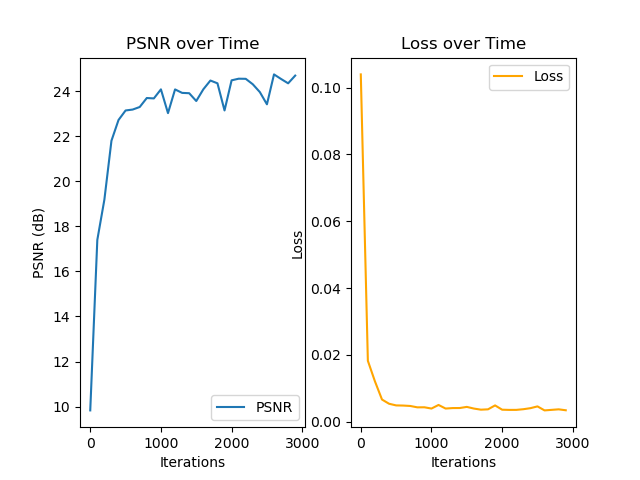 PSNR over Time
24
22
20
18
16
14
12
10
PSNR (dB)
PSNR
0
1000
2000
3000
Iterations
Loss over Time
Loss
0.10
0.08
0.06
0.04
0.02
0.00
Loss
0
1000
2000
3000
Iterations